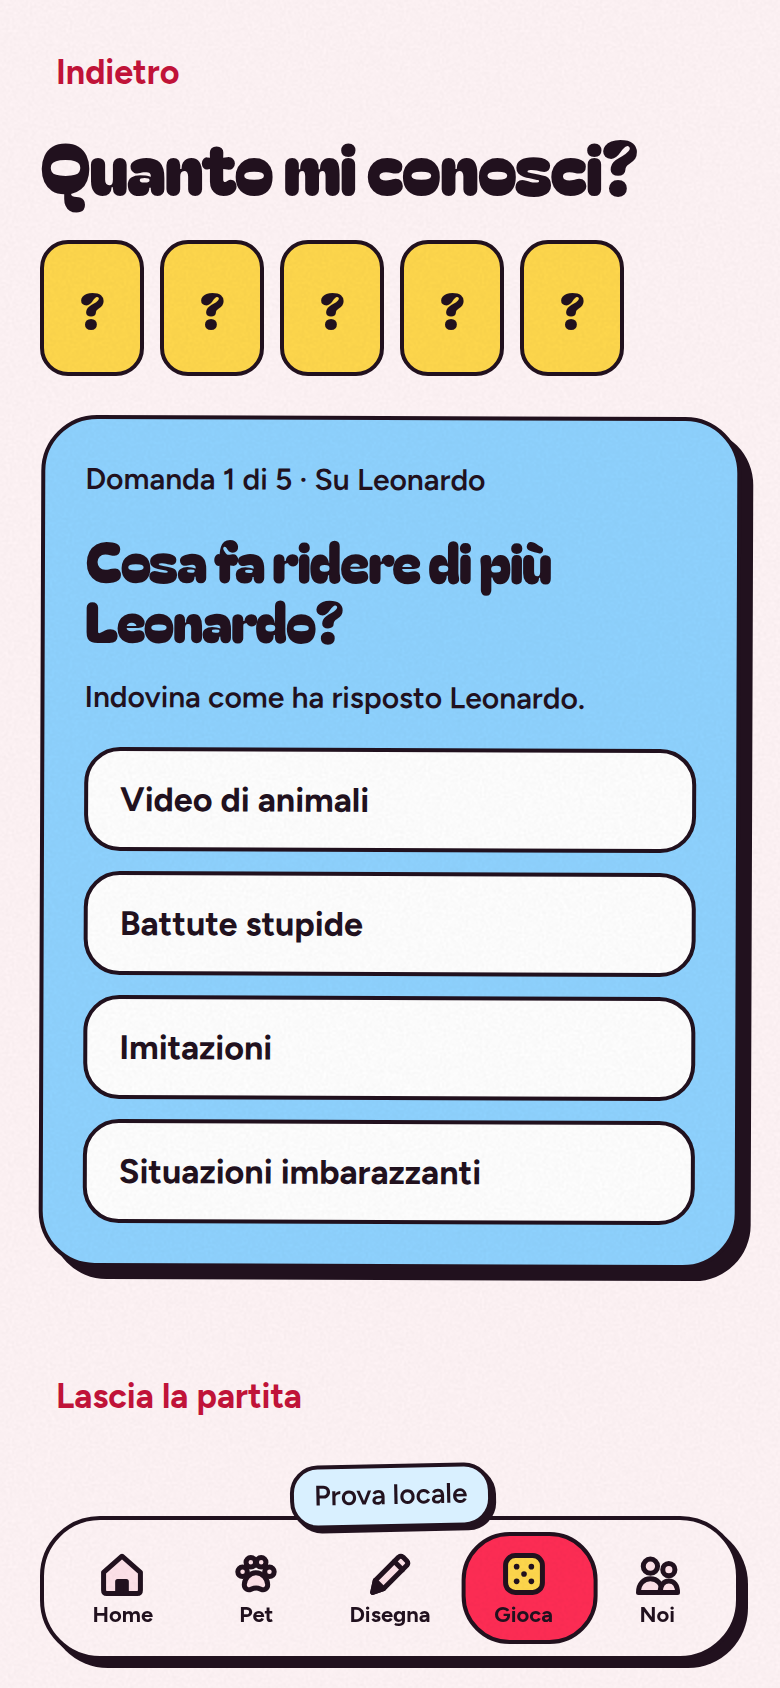 Indietro
Quanto mi conosci?
? ? ? ? ?
Domanda 1 di 5 · Su Leonardo
Cosa fa ridere di più
Leonardo?
Indovina come ha risposto Leonardo.
Video di animali
Battute stupide
Imitazioni
Situazioni imbarazzanti
Lascia la partita
Prova locale
Home Pet Disegna Gioca Noi